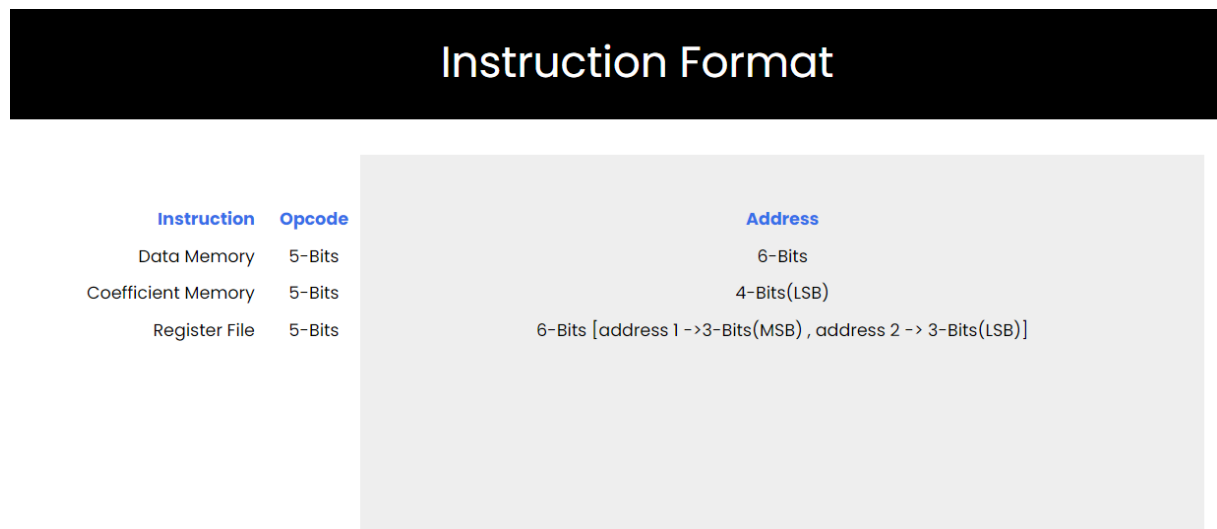 Instruction Format
Instruction Opcode Address
Data Memory 5-Bits 6-Bits
Coefficient Memory 5-Bits 4-Bits(LSB)
Register File 5-Bits 6-Bits [address 1 ->3-Bits(MSB) , address 2 -> 3-Bits(LSB)]